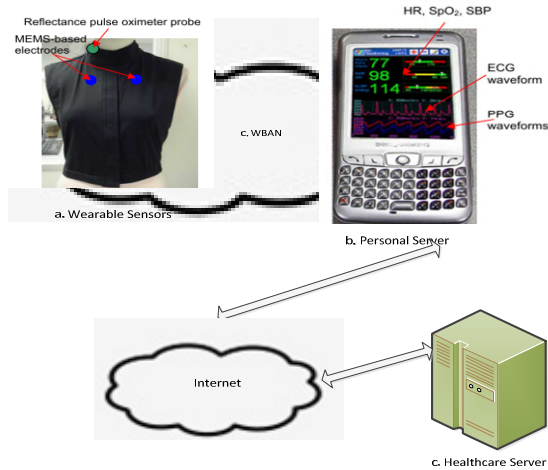 HR, SpO₂, SBP
Reflectance pulse oximeter probe
MEMS-based
electrodes
77
98
114
ECG
waveform
PPG
waveforms
c. WBAN
a. Wearable Sensors
b. Personal Server
Internet
c. Healthcare Server